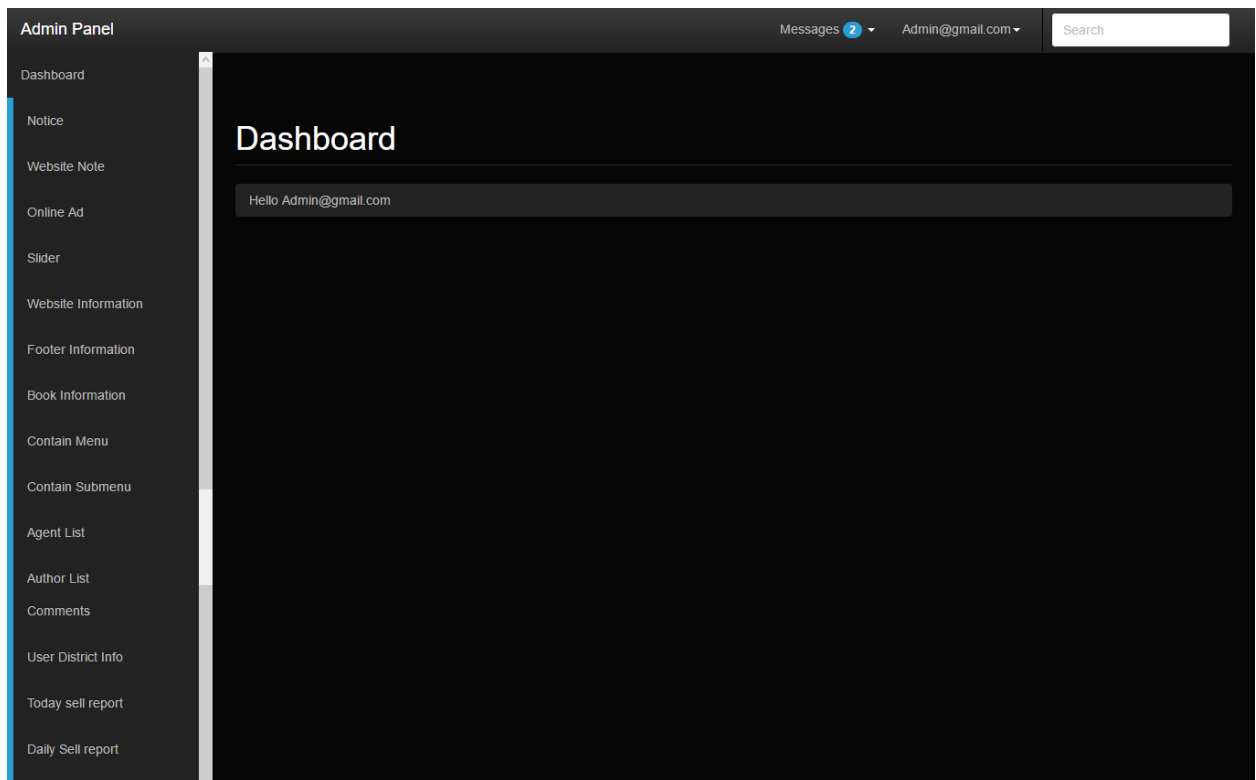 Admin Panel
Messages 2
Admin@gmail.com
Search
Dashboard
Notice
Website Note
Online Ad
Slider
Website Information
Footer Information
Book Information
Contain Menu
Contain Submenu
Agent List
Author List
Comments
User District Info
Today sell report
Daily Sell report
Dashboard
Hello Admin@gmail.com